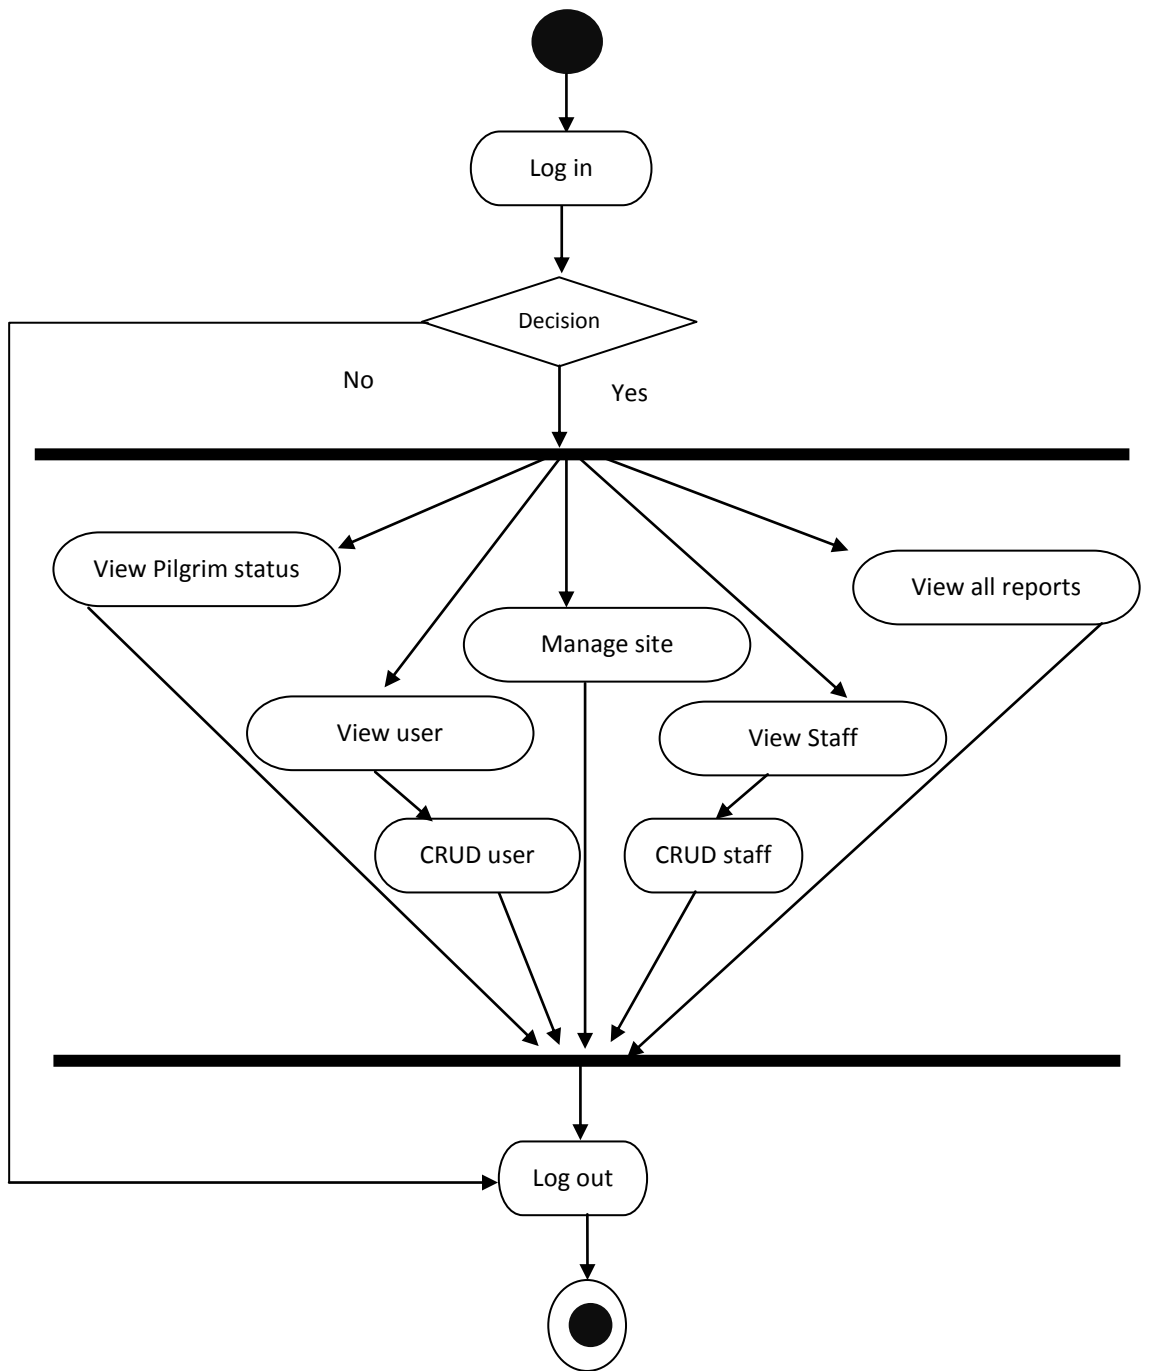 Log in
Decision
No
Yes
View Pilgrim status
View all reports
Manage site
View user
View Staff
CRUD user
CRUD staff
Log out